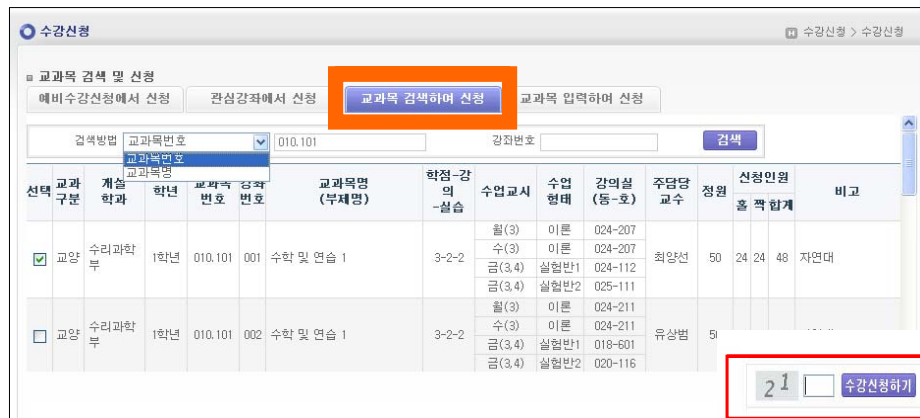 수강신청
수강신청 > 수강신청
교과목 검색 및 신청
예비수강신청에서 신청 관심강좌에서 신청 교과목 검색하여 신청 교과목 입력하여 신청
검색방법 교과목번호 010.101 강좌번호 검색
교과목번호
교과목명
선택 교과구분 개설학과 학년 교과목번호 강좌번호 교과목명(부제명) 학점-강의-실습 수업교시 수업형태 강의실(동-호) 주담당교수 정원 신청인원 비고
홀 짝 합계
월(3) 이론 024-207
수(3) 이론 024-207
교양 수리과학부 1학년 010.101 001 수학 및 연습 1 3-2-2 최양선 50 24 24 48 자연대
금(3,4) 실험반1 024-112
금(3,4) 실험반2 025-111
월(3) 이론 024-211
수(3) 이론 024-211
교양 수리과학부 1학년 010.101 002 수학 및 연습 1 3-2-2 유상범
금(3,4) 실험반1 018-601
금(3,4) 실험반2 020-116
21 수강신청하기